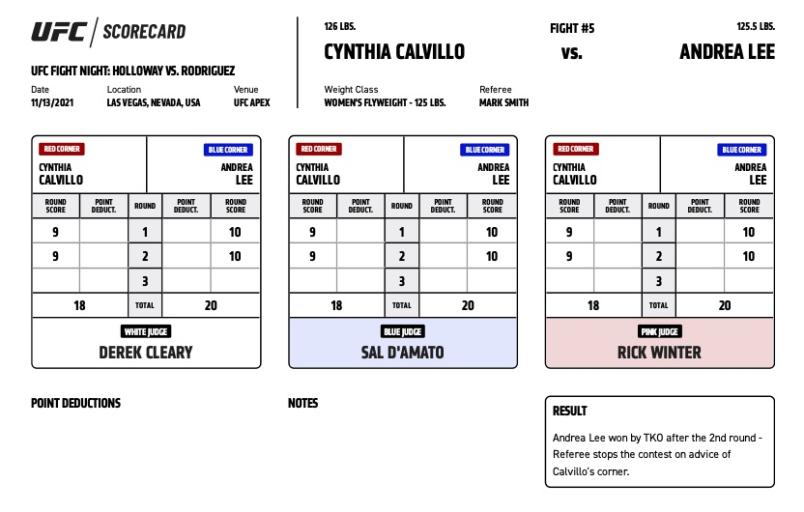 UFC / SCORECARD
UFC FIGHT NIGHT: HOLLOWAY VS. RODRIGUEZ
Date Location Venue
11/13/2021 LAS VEGAS, NEVADA, USA UFC APEX
126 LBS. FIGHT #5 125.5 LBS.
CYNTHIA CALVILLO VS. ANDREA LEE
Weight Class Referee
WOMEN'S FLYWEIGHT - 125 LBS. MARK SMITH
RED CORNER BLUE CORNER
CYNTHIA ANDREA
CALVILLO LEE
ROUND POINT ROUND POINT ROUND
SCORE DEDUCT. DEDUCT. SCORE
9 1 10
9 2 10
3
18 TOTAL 20
WHITE JUDGE
DEREK CLEARY
RED CORNER BLUE CORNER
CYNTHIA ANDREA
CALVILLO LEE
ROUND POINT ROUND POINT ROUND
SCORE DEDUCT. DEDUCT. SCORE
9 1 10
9 2 10
3
18 TOTAL 20
BLUE JUDGE
SAL D'AMATO
RED CORNER BLUE CORNER
CYNTHIA ANDREA
CALVILLO LEE
ROUND POINT ROUND POINT ROUND
SCORE DEDUCT. DEDUCT. SCORE
9 1 10
9 2 10
3
18 TOTAL 20
PINK JUDGE
RICK WINTER
POINT DEDUCTIONS
NOTES
RESULT
Andrea Lee won by TKO after the 2nd round -
Referee stops the contest on advice of
Calvillo's corner.